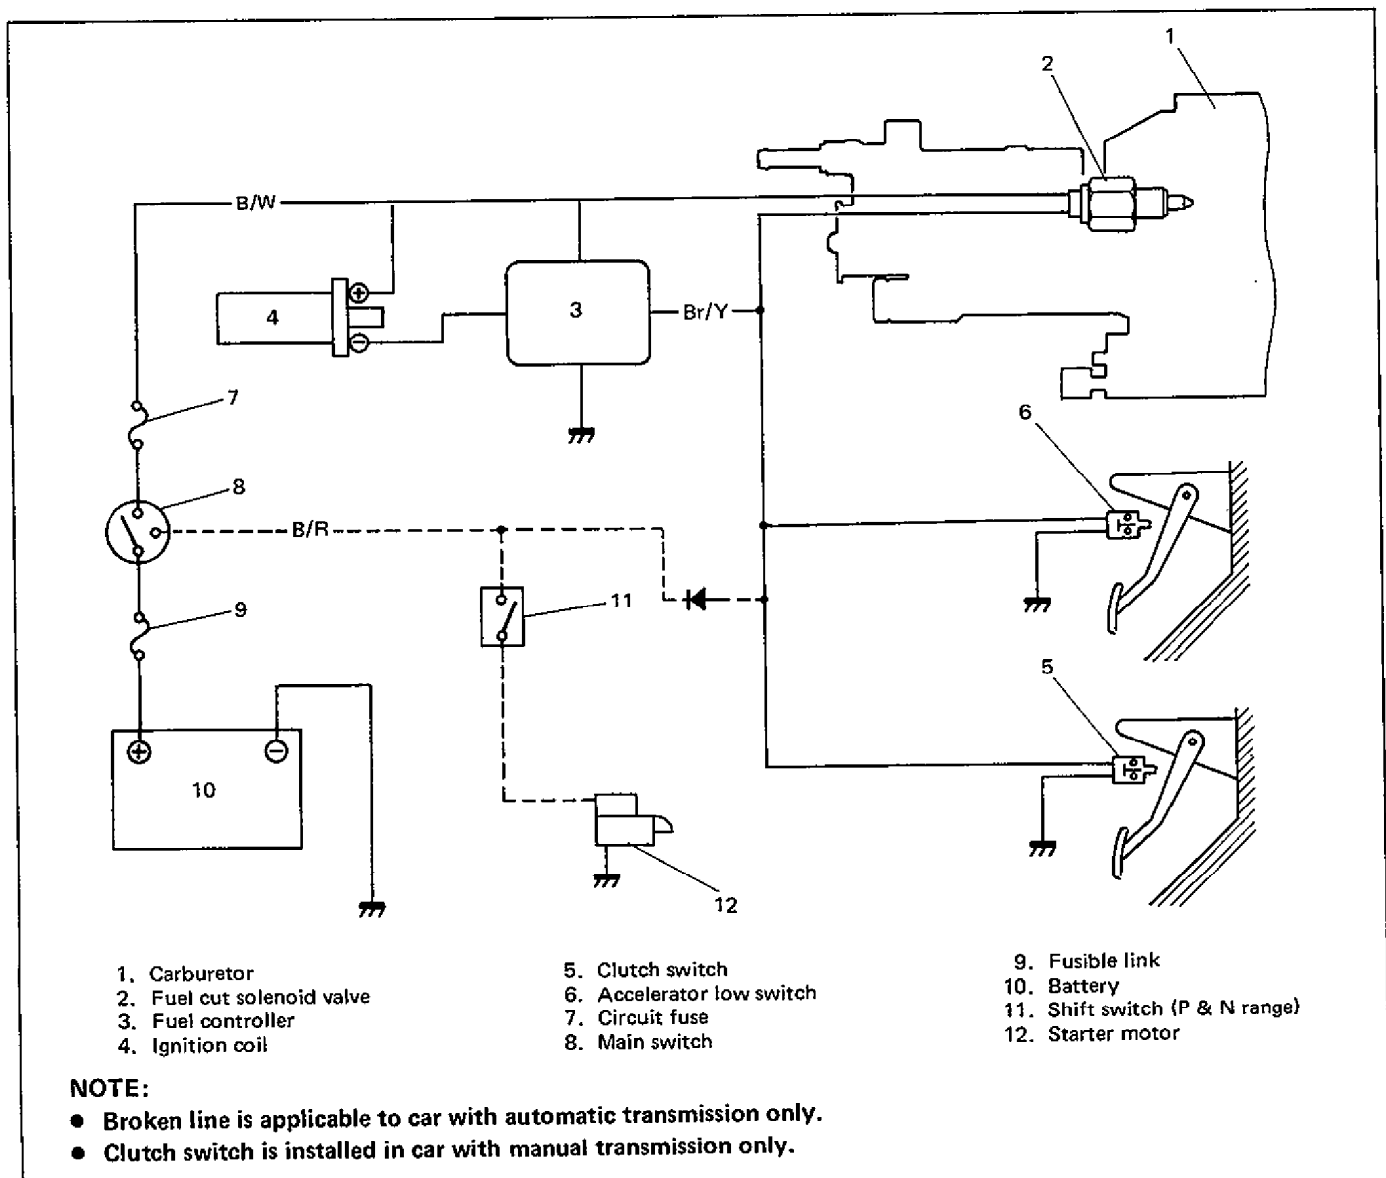 1
2
B/W
4
3
Br/Y
7
6
8
B/R
9
11
5
10
12
1. Carburetor
2. Fuel cut solenoid valve
3. Fuel controller
4. Ignition coil
5. Clutch switch
6. Accelerator low switch
7. Circuit fuse
8. Main switch
9. Fusible link
10. Battery
11. Shift switch (P & N range)
12. Starter motor
NOTE:
● Broken line is applicable to car with automatic transmission only.
● Clutch switch is installed in car with manual transmission only.